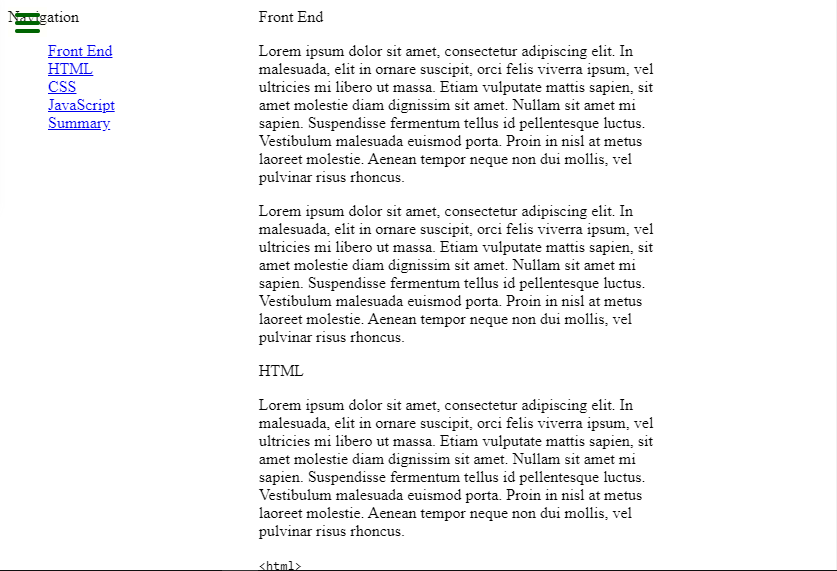 Navigation
Front End
HTML
CSS
JavaScript
Summary
Front End
Lorem ipsum dolor sit amet, consectetur adipiscing elit. In
malesuada, elit in ornare suscipit, orci felis viverra ipsum, vel
ultricies mi libero ut massa. Etiam vulputate mattis sapien, sit
amet molestie diam dignissim sit amet. Nullam sit amet mi
sapien. Suspendisse fermentum tellus id pellentesque luctus.
Vestibulum malesuada euismod porta. Proin in nisl at metus
laoreet molestie. Aenean tempor neque non dui mollis, vel
pulvinar risus rhoncus.
Lorem ipsum dolor sit amet, consectetur adipiscing elit. In
malesuada, elit in ornare suscipit, orci felis viverra ipsum, vel
ultricies mi libero ut massa. Etiam vulputate mattis sapien, sit
amet molestie diam dignissim sit amet. Nullam sit amet mi
sapien. Suspendisse fermentum tellus id pellentesque luctus.
Vestibulum malesuada euismod porta. Proin in nisl at metus
laoreet molestie. Aenean tempor neque non dui mollis, vel
pulvinar risus rhoncus.
HTML
Lorem ipsum dolor sit amet, consectetur adipiscing elit. In
malesuada, elit in ornare suscipit, orci felis viverra ipsum, vel
ultricies mi libero ut massa. Etiam vulputate mattis sapien, sit
amet molestie diam dignissim sit amet. Nullam sit amet mi
sapien. Suspendisse fermentum tellus id pellentesque luctus.
Vestibulum malesuada euismod porta. Proin in nisl at metus
laoreet molestie. Aenean tempor neque non dui mollis, vel
pulvinar risus rhoncus.
&lt;html&gt;